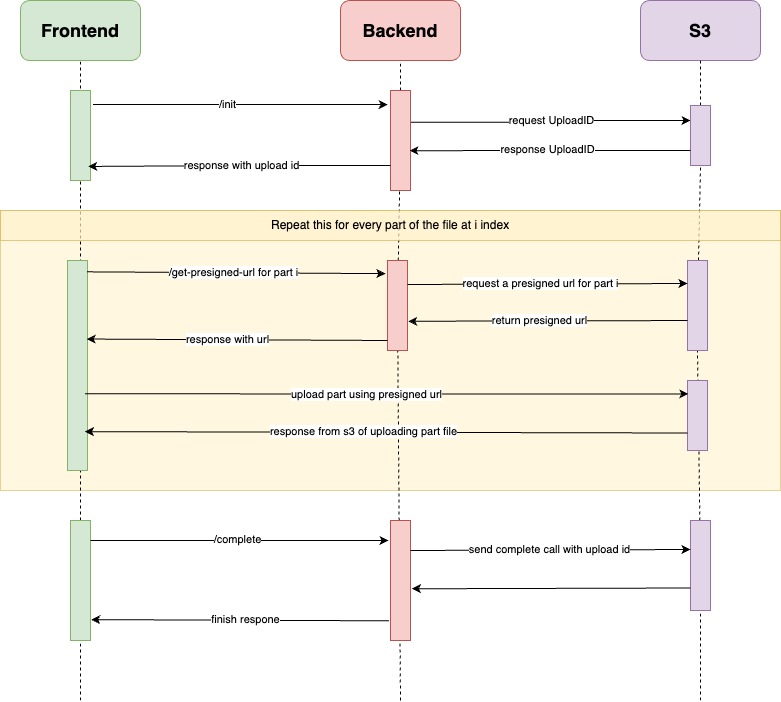 Frontend
Backend
S3
/init
request UploadID
response UploadID
response with upload id
Repeat this for every part of the file at i index
/get-presigned-url for part i
request a presigned url for part i
return presigned url
response with url
upload part using presigned url
response from s3 of uploading part file
/complete
send complete call with upload id
finish respone